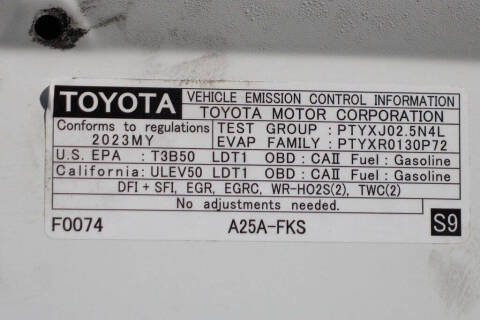 TOYOTA VEHICLE EMISSION CONTROL INFORMATION
TOYOTA MOTOR CORPORATION
Conforms to regulations
2023MY
TEST GROUP : PTYXJ02.5N4L
EVAP FAMILY : PTYXR0130P72
U.S. EPA : T3B50 LDT1 OBD : CAII Fuel : Gasoline
California: ULEV50 LDT1 OBD : CAII Fuel : Gasoline
DFI + SFI, EGR, EGRC, WR-HO2S(2), TWC(2)
No adjustments needed.
F0074 A25A-FKS S9